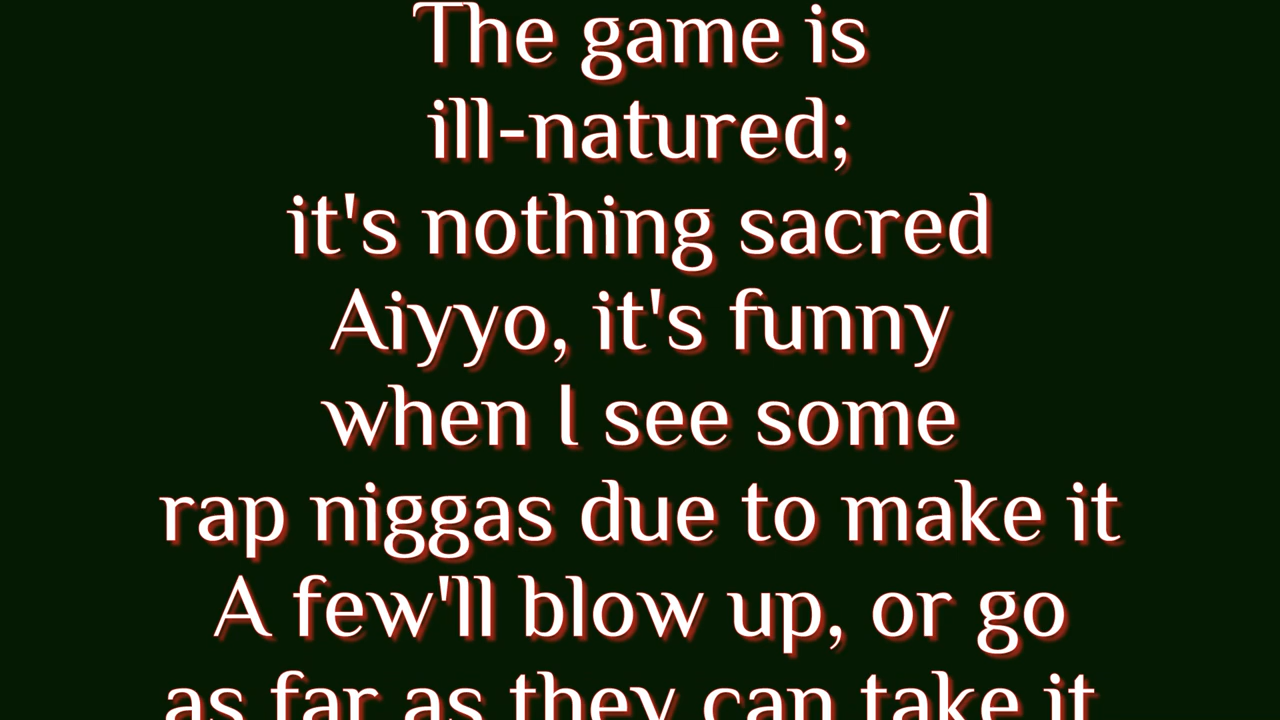 The game is
ill-natured;
it's nothing sacred
Aiyyo, it's funny
when I see some
rap niggas due to make it
A few'll blow up, or go
as far as they can take it